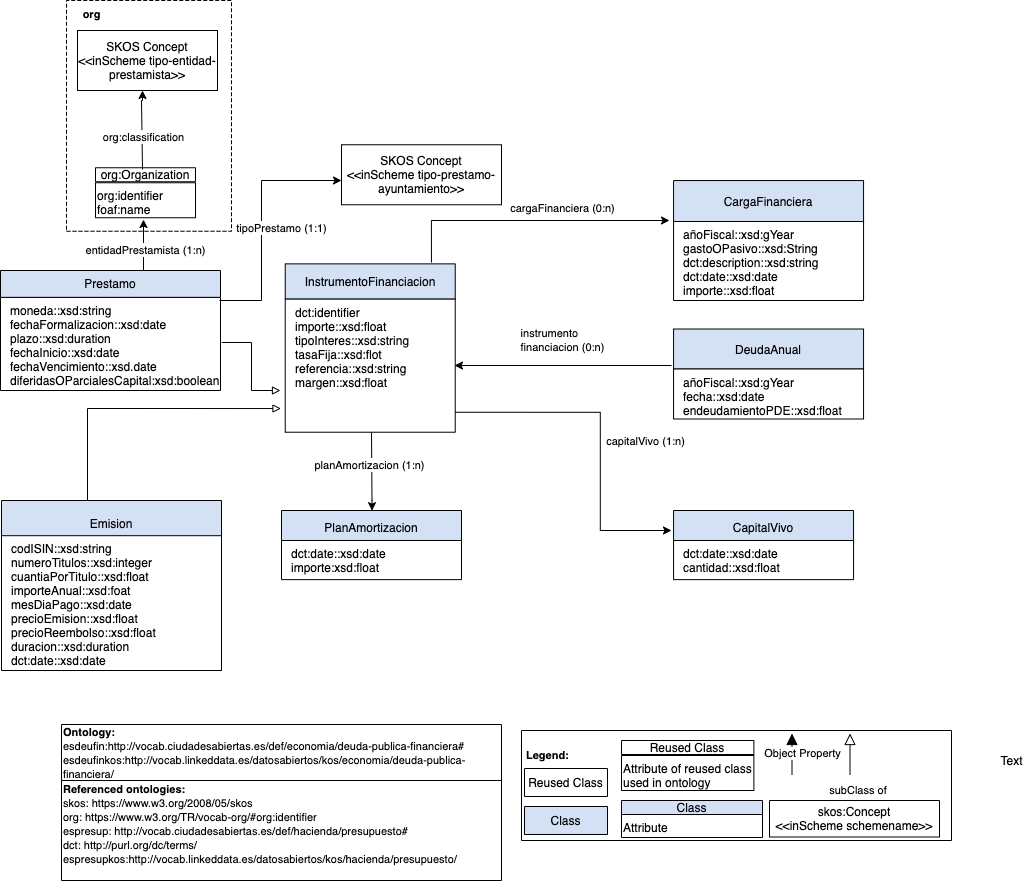 org
SKOS Concept
<<inScheme tipo-entidad-
prestamista>>
org:classification
org:Organization
org:identifier
foaf:name
entidadPrestamista (1:n)
tipoPrestamo (1:1)
SKOS Concept
<<inScheme tipo-prestamo-
ayuntamiento>>
cargaFinanciera (0:n)
CargaFinanciera
añoFiscal::xsd:gYear
gastoOPasivo::xsd:String
dct:description::xsd:string
dct:date::xsd:date
importe::xsd:float
Prestamo
moneda::xsd:string
fechaFormalizacion::xsd:date
plazo::xsd:duration
fechaInicio::xsd:date
fechaVencimiento::xsd.date
diferidasOParcialesCapital:xsd:boolean
InstrumentoFinanciacion
dct:identifier
importe::xsd:float
tipoInteres::xsd:string
tasaFija::xsd:flot
referencia::xsd:string
margen::xsd:float
instrumento
financiacion (0:n)
DeudaAnual
añoFiscal::xsd:gYear
fecha::xsd:date
endeudamientoPDE::xsd:float
capitalVivo (1:n)
planAmortizacion (1:n)
Emision
codISIN::xsd:string
numeroTitulos::xsd:integer
cuantiaPorTitulo::xsd:float
importeAnual::xsd:foat
mesDiaPago::xsd:date
precioEmision::xsd:float
precioReembolso::xsd:float
duracion::xsd:duration
dct:date::xsd:date
PlanAmortizacion
dct:date::xsd:date
importe:xsd:float
CapitalVivo
dct:date::xsd:date
cantidad::xsd:float
Ontology:
esdeufin:http://vocab.ciudadesabiertas.es/def/economia/deuda-publica-financiera#
esdeufinkos:http://vocab.linkeddata.es/datosabiertos/kos/economia/deuda-publica-
financiera/
Referenced ontologies:
skos: https://www.w3.org/2008/05/skos
org: https://www.w3.org/TR/vocab-org/#org:identifier
espresup: http://vocab.ciudadesabiertas.es/def/hacienda/presupuesto#
dct: http://purl.org/dc/terms/
espresupkos:http://vocab.linkeddata.es/datosabiertos/kos/hacienda/presupuesto/
Legend:
Reused Class
Class
Reused Class
Attribute of reused class
used in ontology
Class
Attribute
Object Property
subClass of
skos:Concept
<<inScheme schemename>>
Text